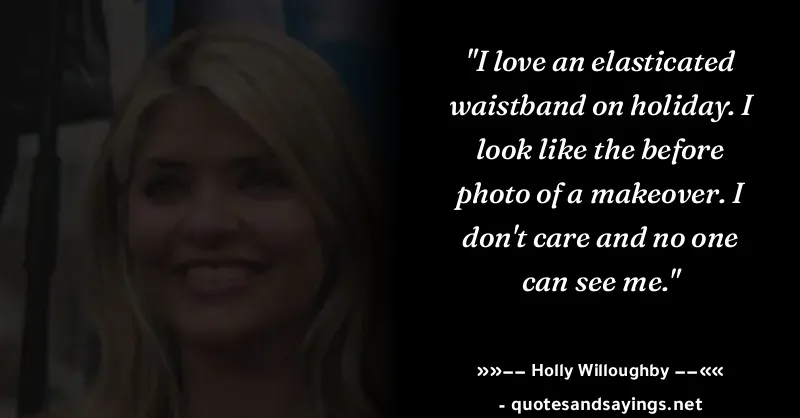 "I love an elasticated
waistband on holiday. I
look like the before
photo of a makeover. I
don't care and no one
can see me."
»»−− Holly Willoughby −−««
- quotesandsayings.net